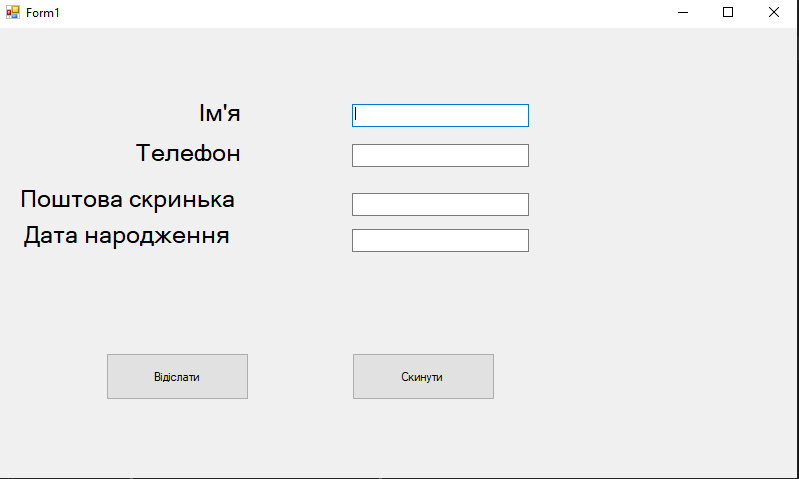 Form1
Ім'я
Телефон
Поштова скринька
Дата народження
Відіслати Скинути